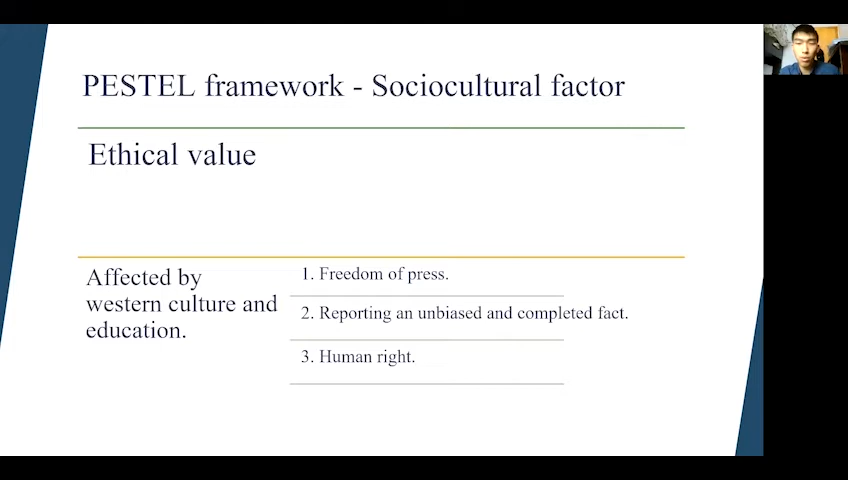 PESTEL framework - Sociocultural factor
Ethical value
Affected by
western culture and
education.
1. Freedom of press.
2. Reporting an unbiased and completed fact.
3. Human right.